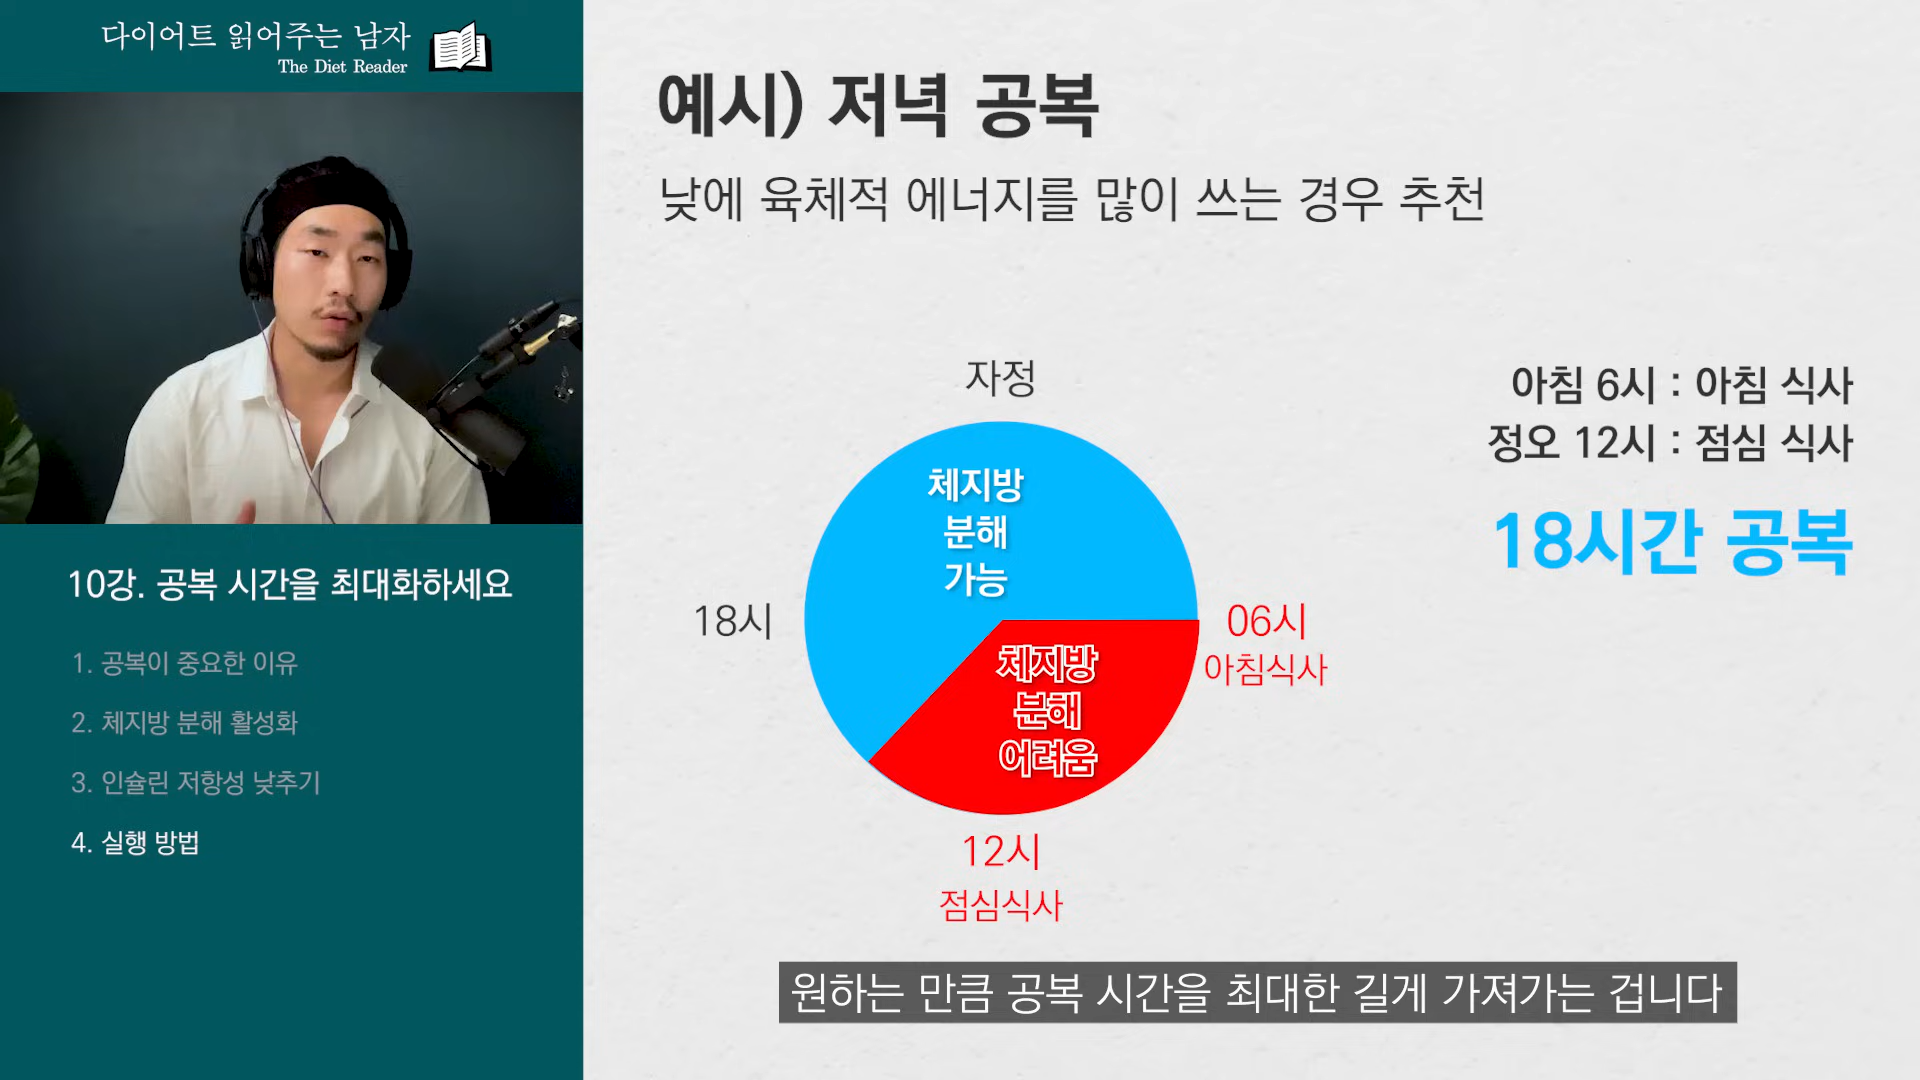 다이어트 읽어주는 남자
The Diet Reader
10강. 공복 시간을 최대화하세요
1. 공복이 중요한 이유
2. 체지방 분해 활성화
3. 인슐린 저항성 낮추기
4. 실행 방법
예시) 저녁 공복
낮에 육체적 에너지를 많이 쓰는 경우 추천
자정
체지방
분해
가능
18시
06시
아침식사
체지방
분해
어려움
12시
점심식사
아침 6시 : 아침 식사
정오 12시 : 점심 식사
18시간 공복
원하는 만큼 공복 시간을 최대한 길게 가져가는 겁니다